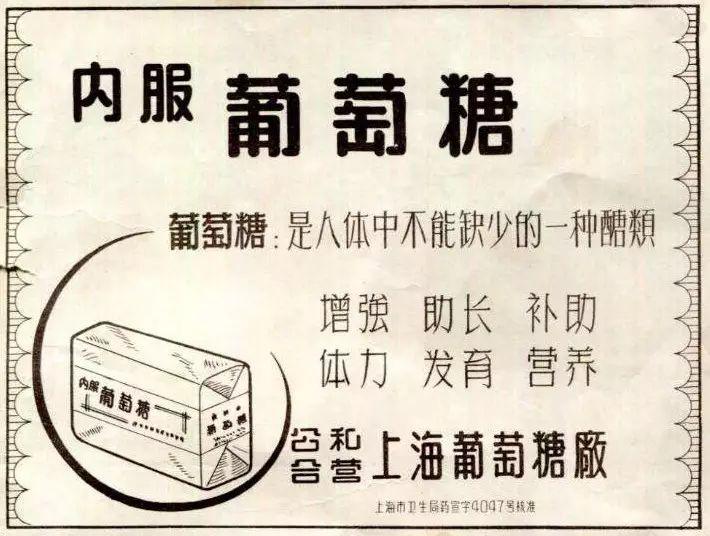 内服 葡萄糖
葡萄糖:是人体中不能缺少的一种醣類
增強 助长 补助
体力 发育 营养
内服 葡萄糖
公私合营 上海葡萄糖廠
上海市卫生局药宣字4047号核准